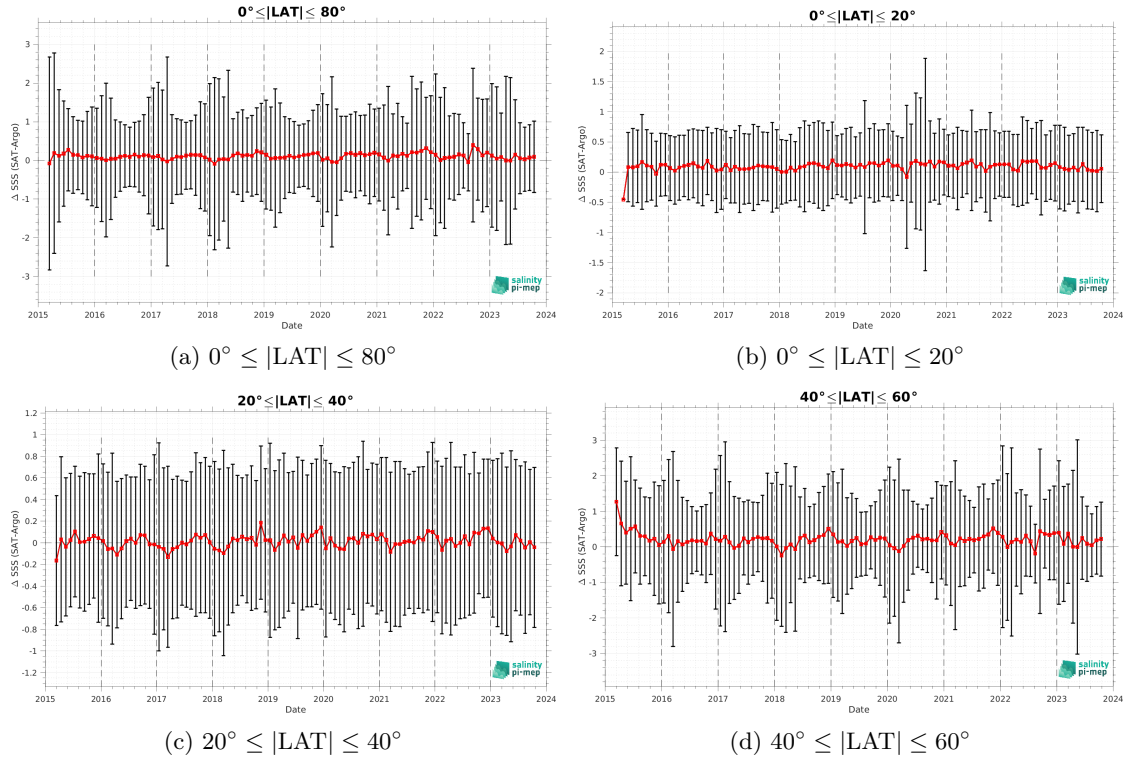 0°≤|LAT|≤ 80°
Δ SSS (SAT-Argo)
3
2
1
0
-1
-2
-3
salinity
pi-mep
2015 2016 2017 2018 2019 2020 2021 2022 2023 2024
Date
(a) 0° ≤ |LAT| ≤ 80°
0°≤|LAT|≤ 20°
Δ SSS (SAT-Argo)
2
1.5
1
0.5
0
-0.5
-1
-1.5
-2
salinity
pi-mep
2015 2016 2017 2018 2019 2020 2021 2022 2023 2024
Date
(b) 0° ≤ |LAT| ≤ 20°
20°≤|LAT|≤ 40°
Δ SSS (SAT-Argo)
1.2
1
0.8
0.6
0.4
0.2
0
-0.2
-0.4
-0.6
-0.8
-1
-1.2
salinity
pi-mep
2015 2016 2017 2018 2019 2020 2021 2022 2023 2024
Date
(c) 20° ≤ |LAT| ≤ 40°
40°≤|LAT|≤ 60°
Δ SSS (SAT-Argo)
3
2
1
0
-1
-2
-3
salinity
pi-mep
2015 2016 2017 2018 2019 2020 2021 2022 2023 2024
Date
(d) 40° ≤ |LAT| ≤ 60°